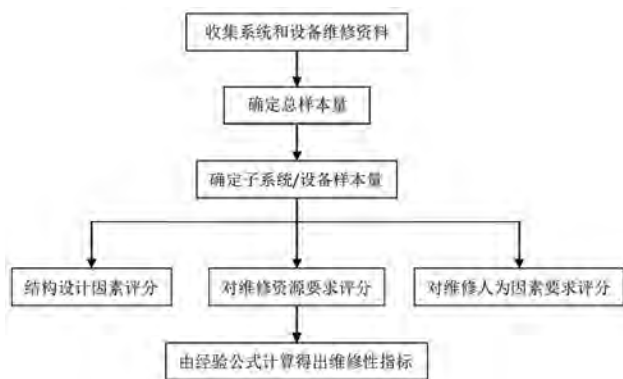 收集系统和设备维修资料
确定总样本量
确定子系统/设备样本量
结构设计因素评分
对维修资源要求评分
对维修人为因素要求评分
由经验公式计算得出维修性指标